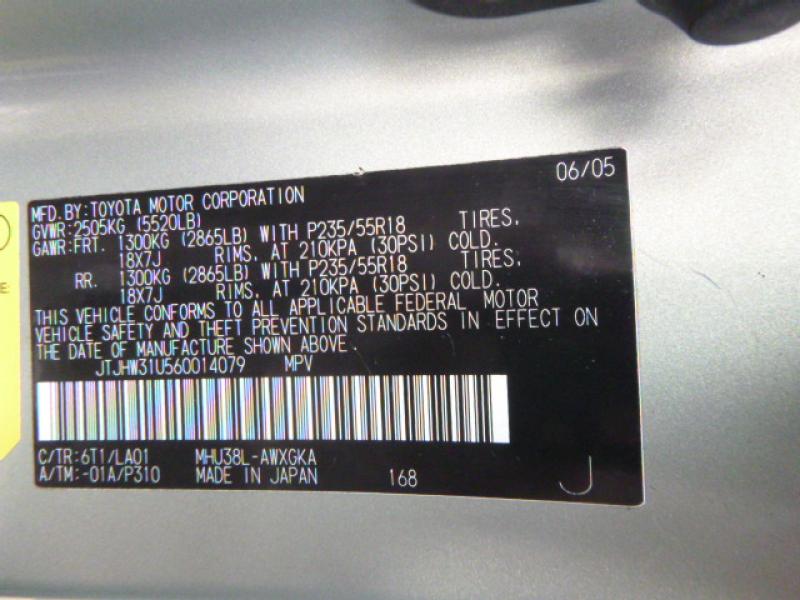 06/05
MFD.BY:TOYOTA MOTOR CORPORATION
GVWR:2505KG (5520LB)
GAWR:FRT. 1300KG (2865LB) WITH P235/55R18 TIRES.
18X7J RIMS. AT 210KPA (30PSI) COLD.
RR. 1300KG (2865LB) WITH P235/55R18 TIRES.
18X7J RIMS. AT 210KPA (30PSI) COLD.
THIS VEHICLE CONFORMS TO ALL APPLICABLE FEDERAL MOTOR
VEHICLE SAFETY AND THEFT PREVENTION STANDARDS IN EFFECT ON
THE DATE OF MANUFACTURE SHOWN ABOVE.
JTJHW31U560014079 MPV
C/TR:6T1/LA01 MHU38L-AWXGKA
A/TM:-01A/P310 MADE IN JAPAN 168 J